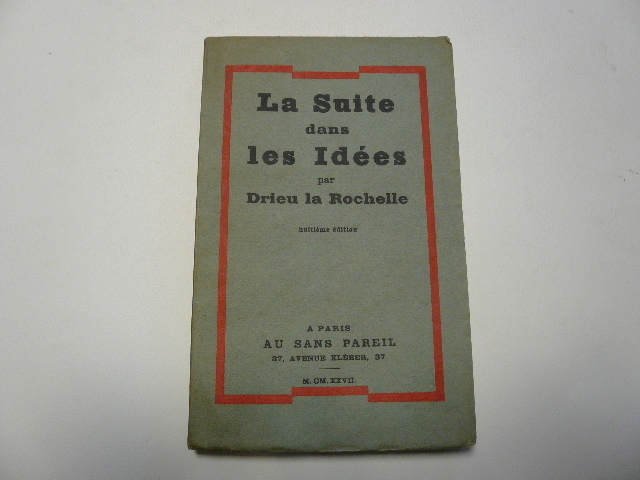 La Suite
dans
les Idées
par
Drieu la Rochelle
huitième édition
A PARIS
AU SANS PAREIL
37, AVENUE KLÉBER, 37
M. CM. XXVII